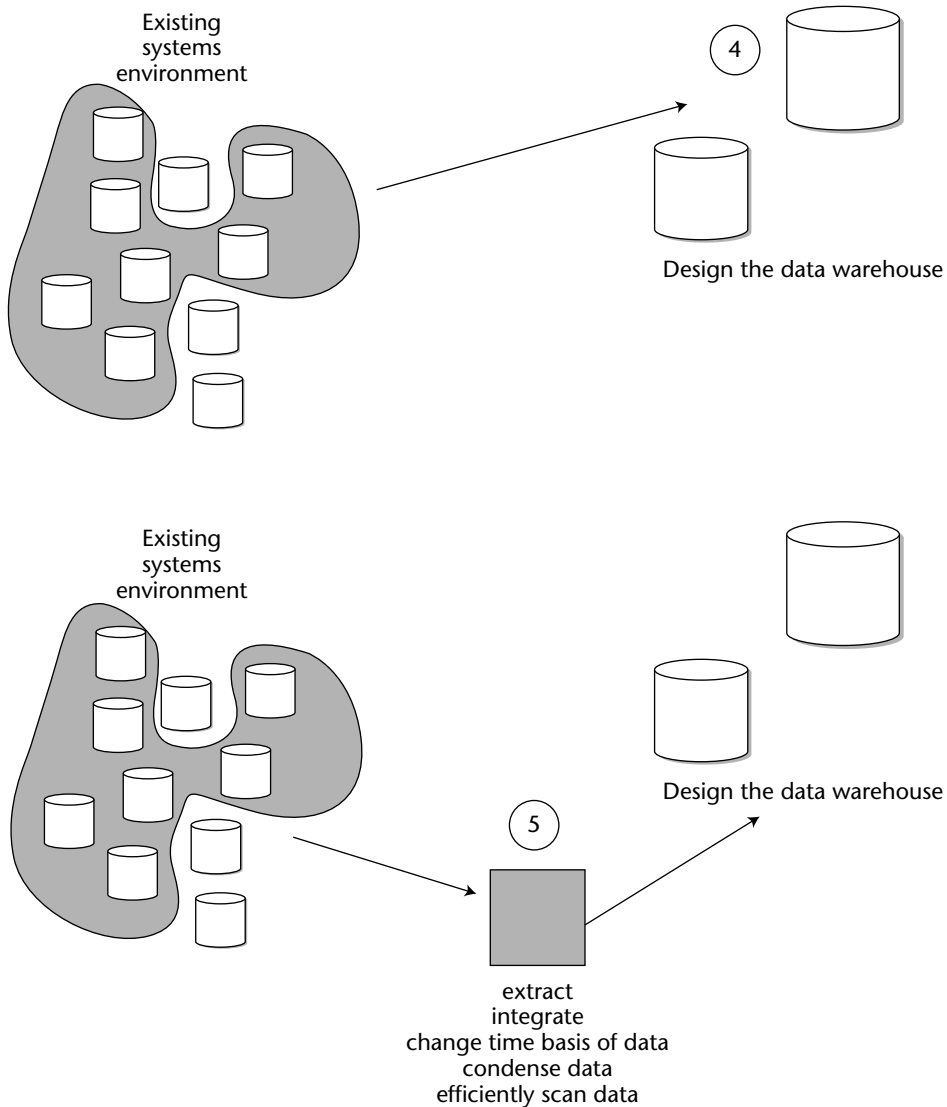 Existing
systems
environment
4
Design the data warehouse
Existing
systems
environment
Design the data warehouse
5
extract
integrate
change time basis of data
condense data
efficiently scan data